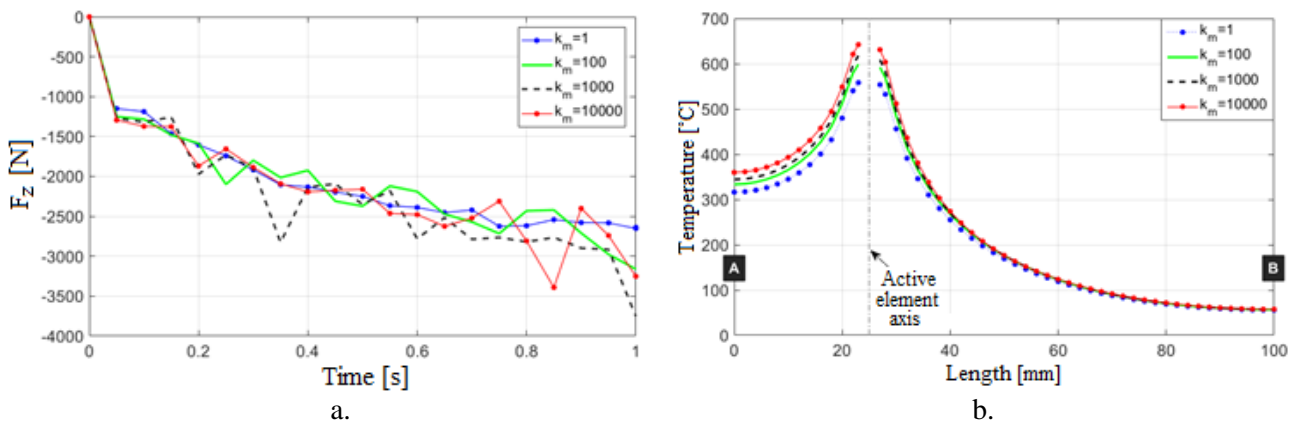 0
-500
-1000
-1500
-2000
-2500
-3000
-3500
-4000
F_z [N]
0
0.2
0.4
0.6
0.8
1
Time [s]
k_m=1
k_m=100
k_m=1000
k_m=10000
a.
700
600
500
400
300
200
100
0
Temperature [°C]
0
20
40
60
80
100
Length [mm]
k_m=1
k_m=100
k_m=1000
k_m=10000
A
B
Active
element
axis
b.